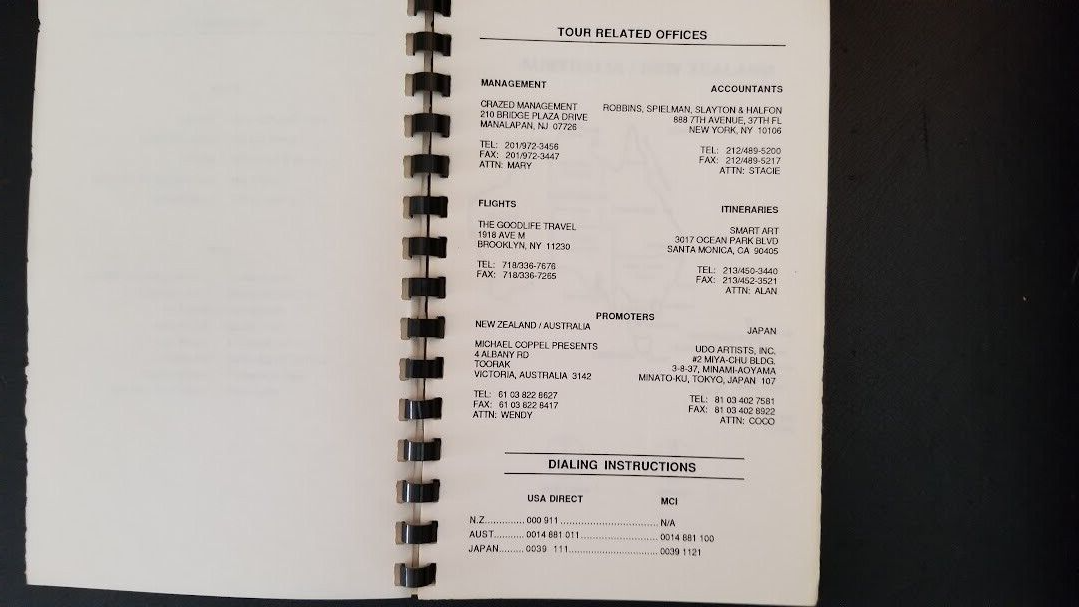 TOUR RELATED OFFICES
MANAGEMENT
CRAZED MANAGEMENT
210 BRIDGE PLAZA DRIVE
MANALAPAN, NJ 07726
TEL: 201/972-3456
FAX: 201/972-3447
ATTN: MARY
ACCOUNTANTS
ROBBINS, SPIELMAN, SLAYTON & HALFON
888 7TH AVENUE, 37TH FL
NEW YORK, NY 10106
TEL: 212/489-5200
FAX: 212/489-5217
ATTN: STACIE
FLIGHTS
THE GOODLIFE TRAVEL
1918 AVE M
BROOKLYN, NY 11230
TEL: 718/336-7676
FAX: 718/336-7265
ITINERARIES
SMART ART
3017 OCEAN PARK BLVD
SANTA MONICA, CA 90405
TEL: 213/450-3440
FAX: 213/452-3521
ATTN: ALAN
PROMOTERS
NEW ZEALAND / AUSTRALIA
MICHAEL COPPEL PRESENTS
4 ALBANY RD
TOORAK
VICTORIA, AUSTRALIA 3142
TEL: 61 03 822 8627
FAX: 61 03 822 8417
ATTN: WENDY
JAPAN
UDO ARTISTS, INC.
#2 MIYA-CHU BLDG.
3-8-37, MINAMI-AOYAMA
MINATO-KU, TOKYO, JAPAN 107
TEL: 81 03 402 7581
FAX: 81 03 402 8922
ATTN: COCO
DIALING INSTRUCTIONS
USA DIRECT MCI
N.Z.............. 000 911 .................................. N/A
AUST.......... 0014 881 011........................... 0014 881 100
JAPAN........ 0039 111............................... 0039 1121